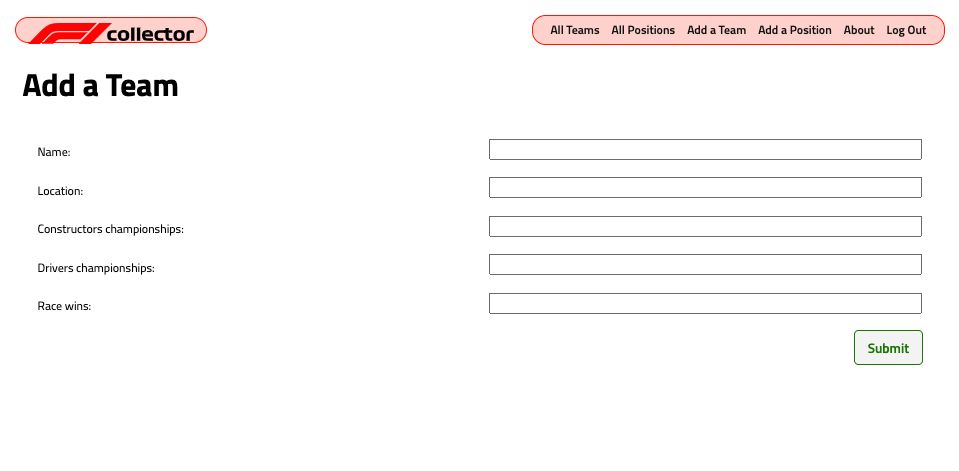 collector
All Teams All Positions Add a Team Add a Position About Log Out
Add a Team
Name:
Location:
Constructors championships:
Drivers championships:
Race wins:
Submit